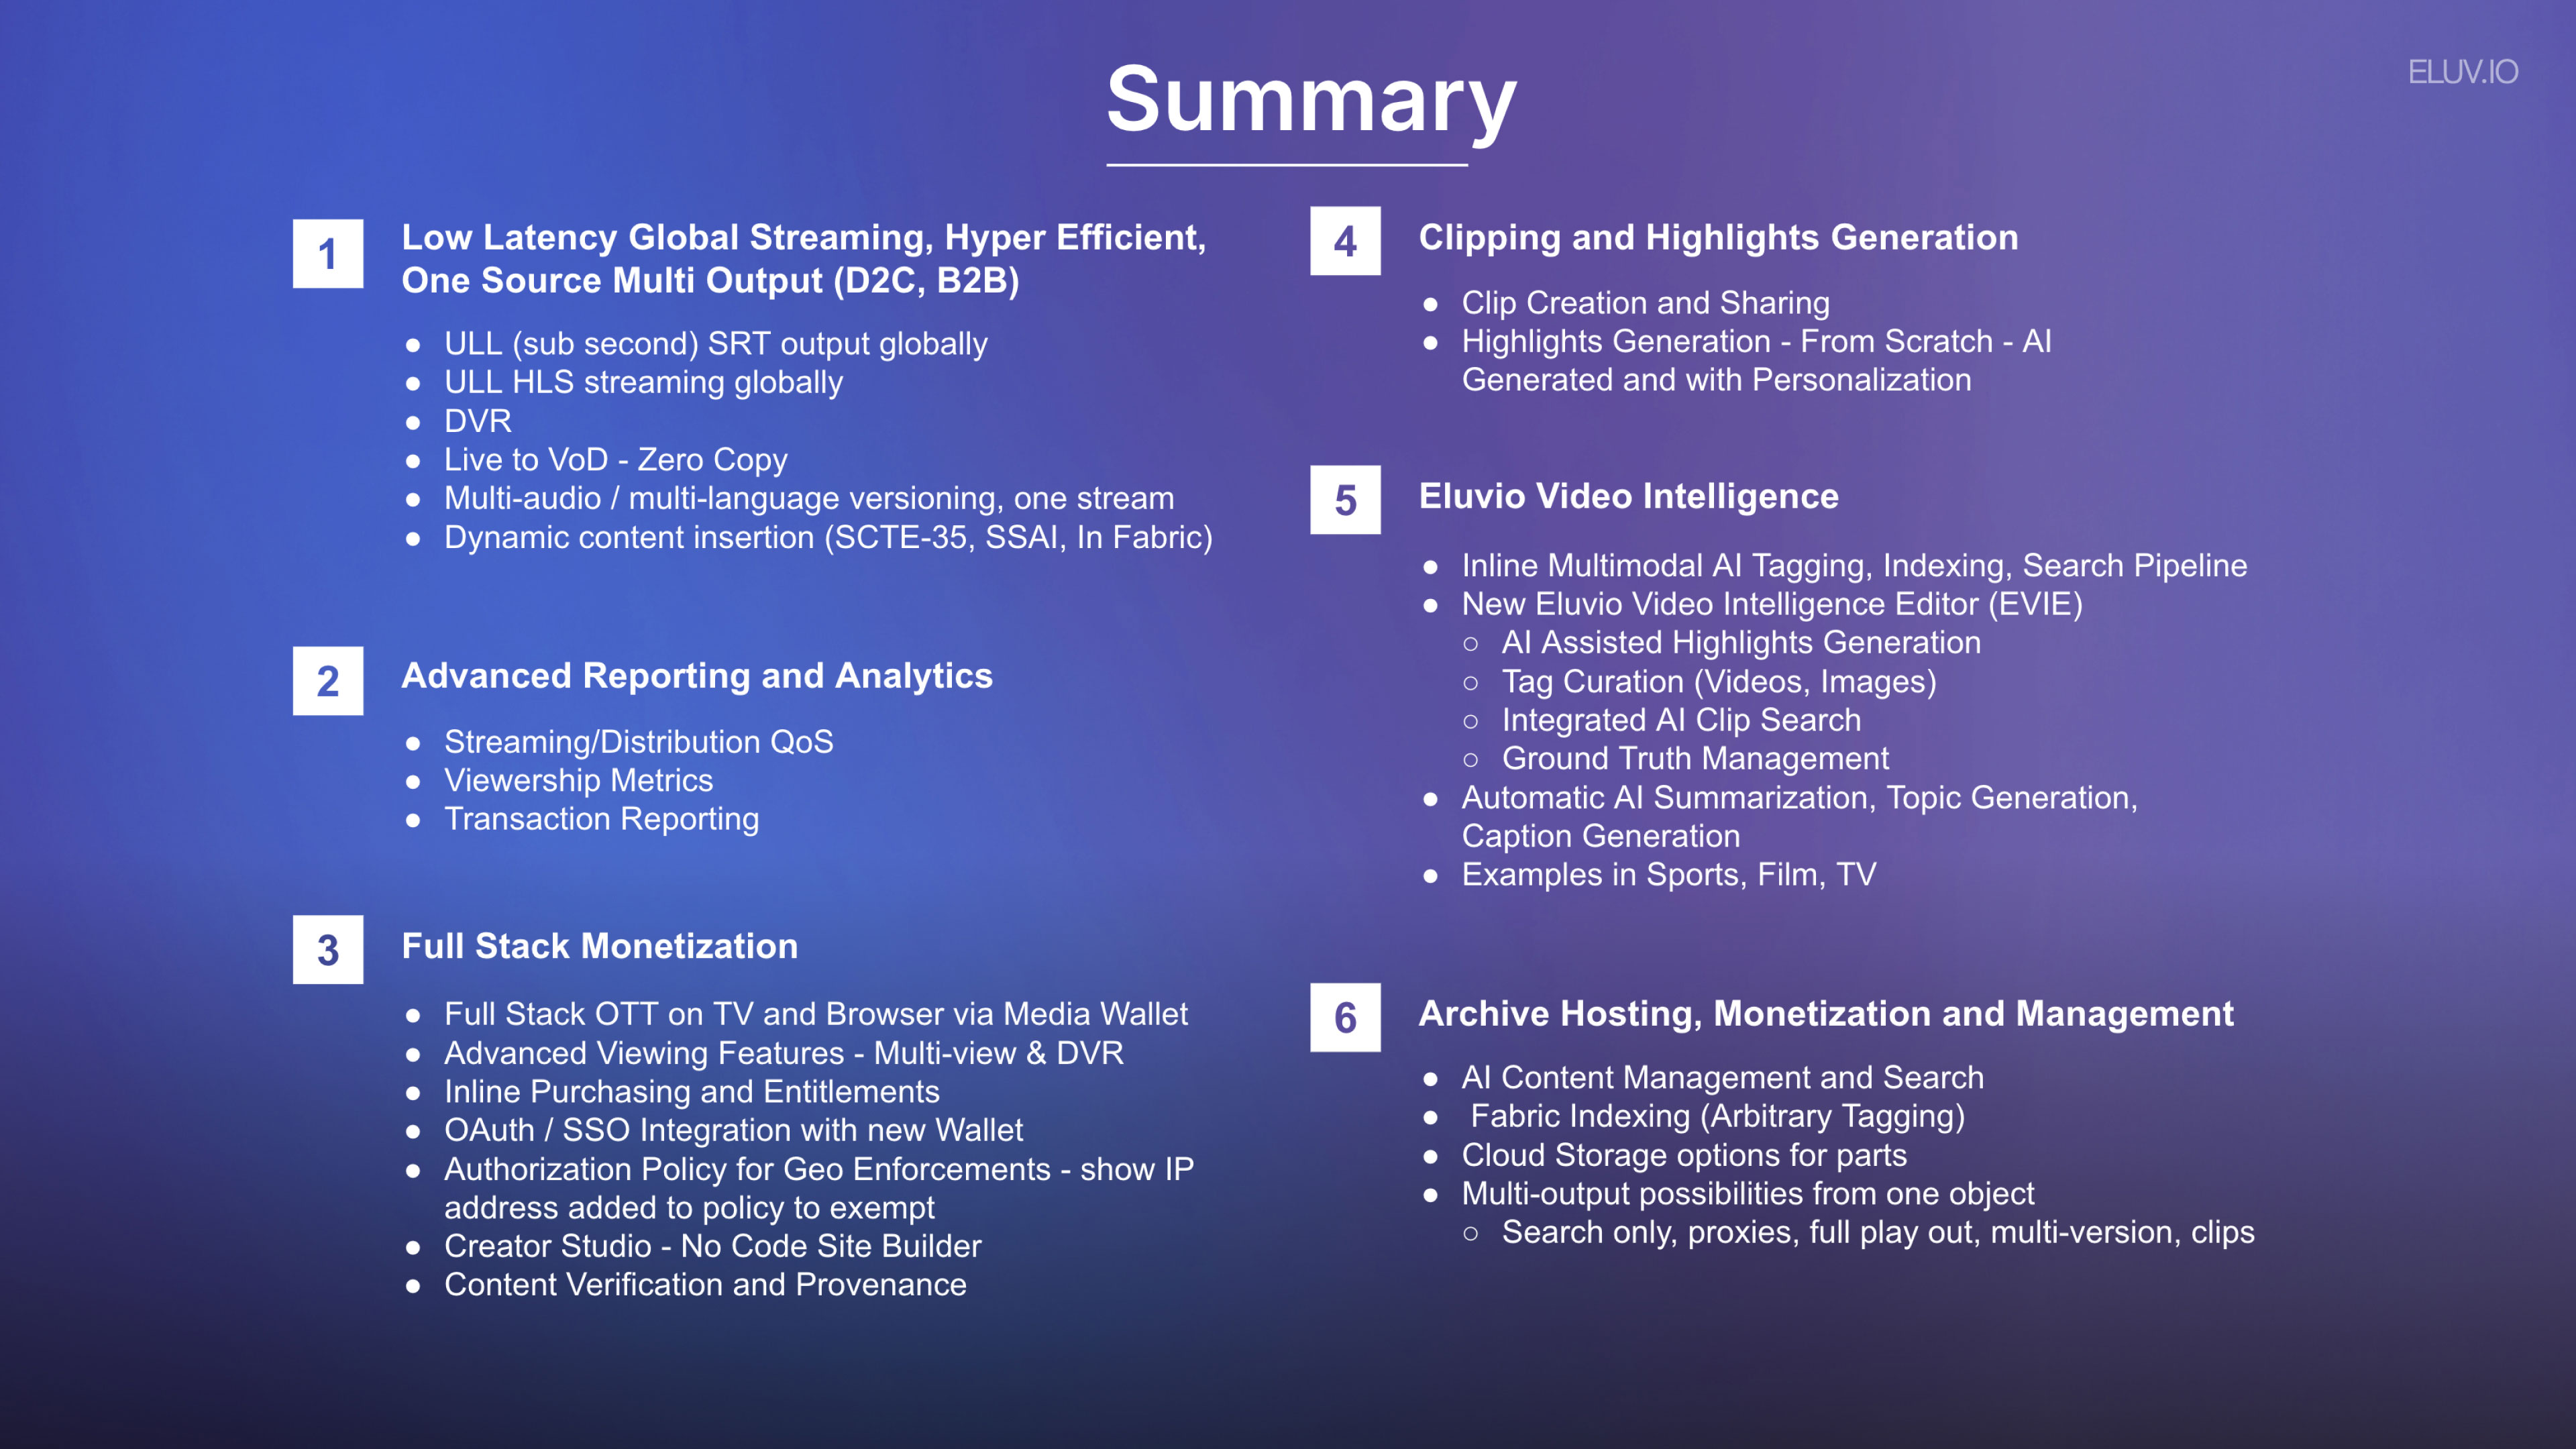 Summary
ELUV.IO
1
Low Latency Global Streaming, Hyper Efficient,
One Source Multi Output (D2C, B2B)
● ULL (sub second) SRT output globally
● ULL HLS streaming globally
● DVR
● Live to VoD - Zero Copy
● Multi-audio / multi-language versioning, one stream
● Dynamic content insertion (SCTE-35, SSAI, In Fabric)
2
Advanced Reporting and Analytics
● Streaming/Distribution QoS
● Viewership Metrics
● Transaction Reporting
3
Full Stack Monetization
● Full Stack OTT on TV and Browser via Media Wallet
● Advanced Viewing Features - Multi-view & DVR
● Inline Purchasing and Entitlements
● OAuth / SSO Integration with new Wallet
● Authorization Policy for Geo Enforcements - show IP
address added to policy to exempt
● Creator Studio - No Code Site Builder
● Content Verification and Provenance
4
Clipping and Highlights Generation
● Clip Creation and Sharing
● Highlights Generation - From Scratch - AI
Generated and with Personalization
5
Eluvio Video Intelligence
● Inline Multimodal AI Tagging, Indexing, Search Pipeline
● New Eluvio Video Intelligence Editor (EVIE)
○ AI Assisted Highlights Generation
○ Tag Curation (Videos, Images)
○ Integrated AI Clip Search
○ Ground Truth Management
● Automatic AI Summarization, Topic Generation,
Caption Generation
● Examples in Sports, Film, TV
6
Archive Hosting, Monetization and Management
● AI Content Management and Search
● Fabric Indexing (Arbitrary Tagging)
● Cloud Storage options for parts
● Multi-output possibilities from one object
○ Search only, proxies, full play out, multi-version, clips